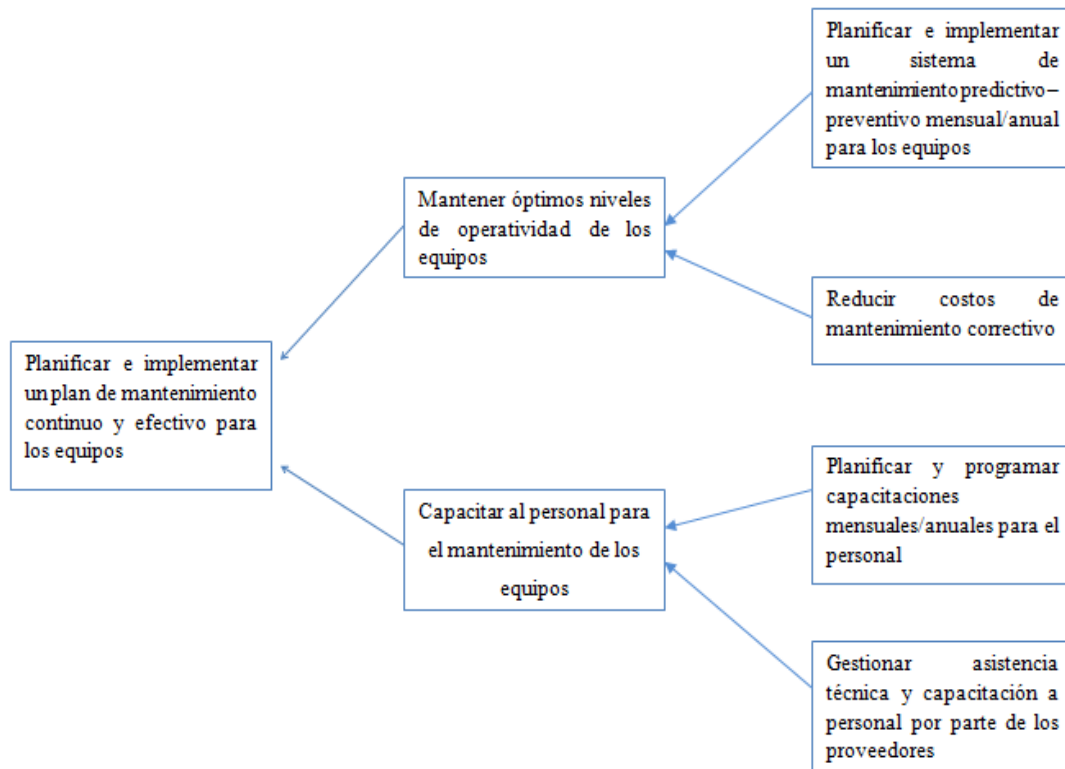 Planificar e implementar
un sistema de
mantenimiento predictivo–
preventivo mensual/anual
para los equipos
Mantener óptimos niveles
de operatividad de los
equipos
Reducir costos de
mantenimiento correctivo
Planificar e implementar
un plan de mantenimiento
continuo y efectivo para
los equipos
Planificar y programar
capacitaciones
mensuales/anuales para el
personal
Capacitar al personal para
el mantenimiento de los
equipos
Gestionar asistencia
técnica y capacitación a
personal por parte de los
proveedores